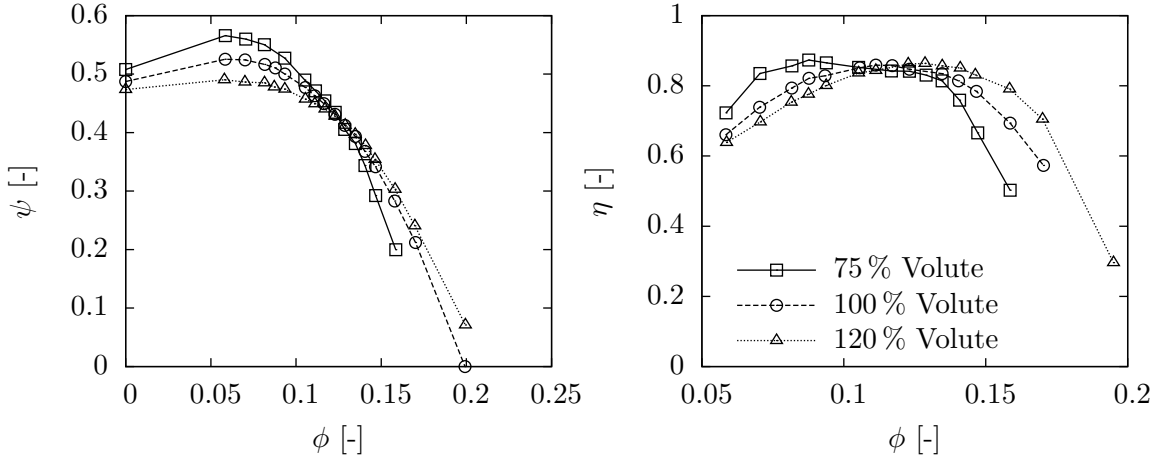 0.6
0.5
0.4
0.3
0.2
0.1
0
ψ [-]
0 0.05 0.1 0.15 0.2 0.25
ϕ [-]
1
0.8
0.6
0.4
0.2
0
η [-]
75 % Volute
100 % Volute
120 % Volute
0.05 0.1 0.15 0.2
ϕ [-]